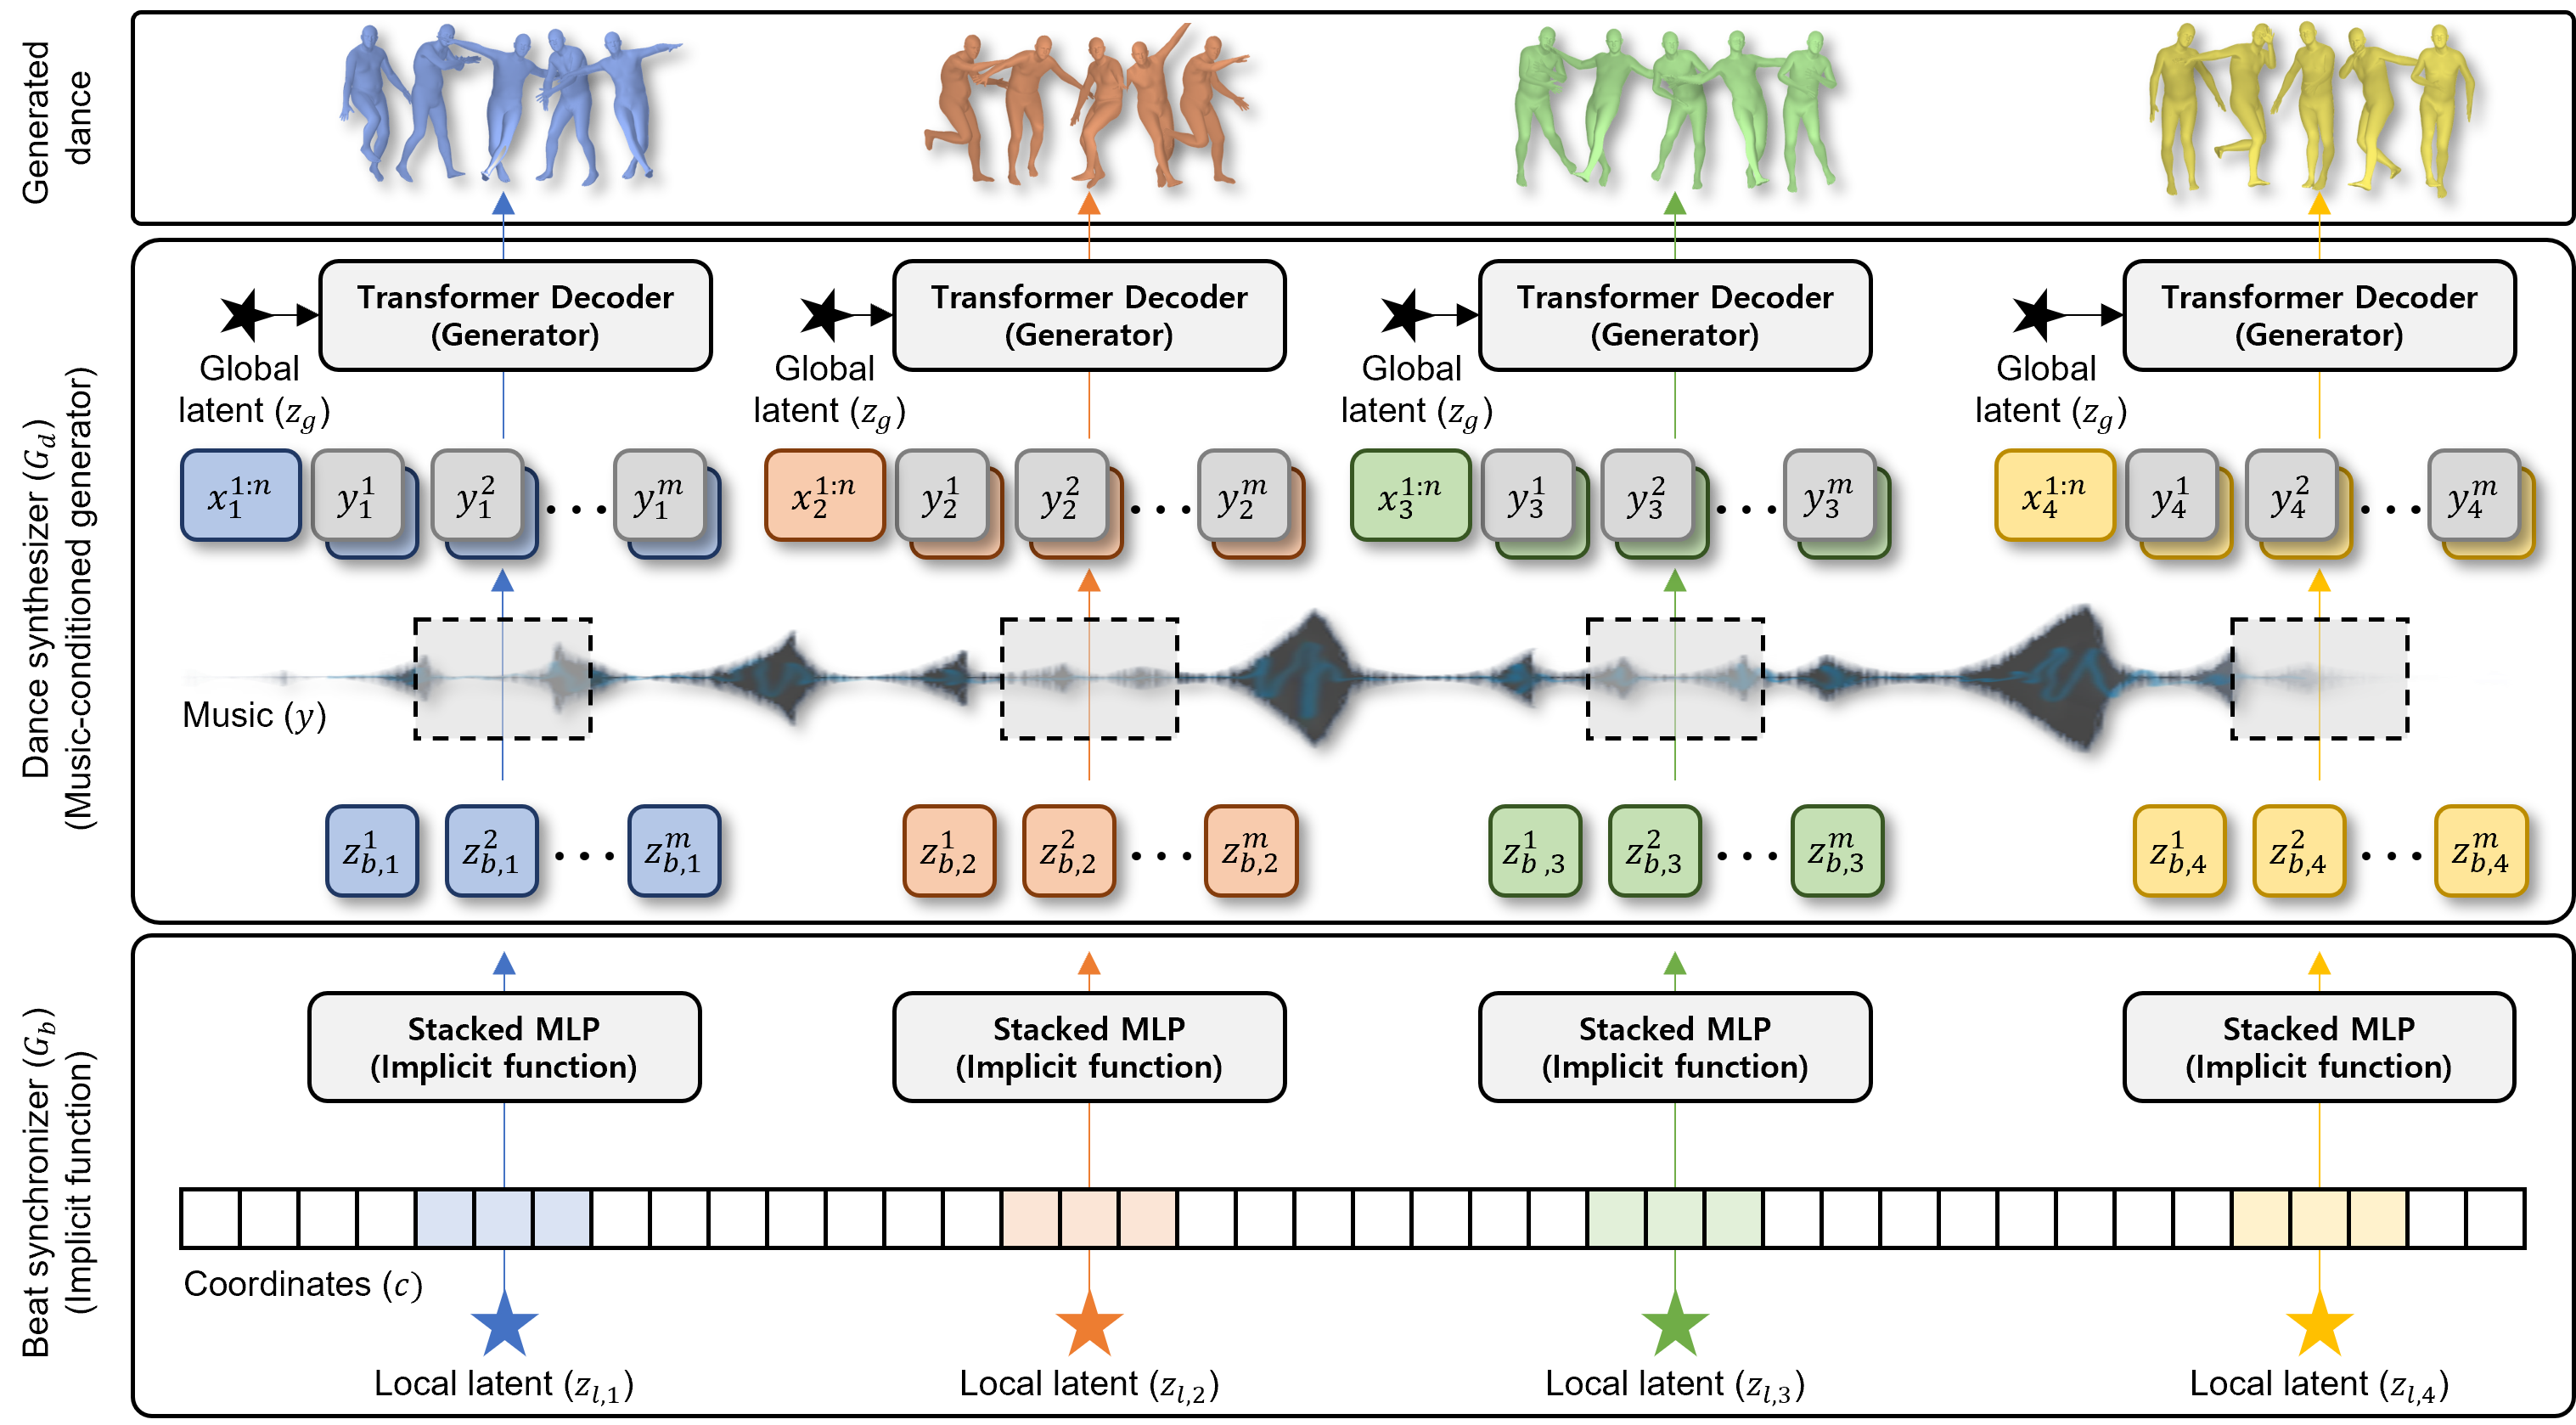 Generated
dance
Transformer Decoder
(Generator)
Transformer Decoder
(Generator)
Transformer Decoder
(Generator)
Transformer Decoder
(Generator)
Global
latent (z_g)
Global
latent (z_g)
Global
latent (z_g)
Global
latent (z_g)
Dance synthesizer (G_d)
(Music-conditioned generator)
x_1^{1:n} y_1^1 y_1^2 ... y_1^m
x_2^{1:n} y_2^1 y_2^2 ... y_2^m
x_3^{1:n} y_3^1 y_3^2 ... y_3^m
x_4^{1:n} y_4^1 y_4^2 ... y_4^m
Music (y)
z_{b,1}^1 z_{b,1}^2 ... z_{b,1}^m
z_{b,2}^1 z_{b,2}^2 ... z_{b,2}^m
z_{b,3}^1 z_{b,3}^2 ... z_{b,3}^m
z_{b,4}^1 z_{b,4}^2 ... z_{b,4}^m
Beat synchronizer (G_b)
(Implicit function)
Stacked MLP
(Implicit function)
Stacked MLP
(Implicit function)
Stacked MLP
(Implicit function)
Stacked MLP
(Implicit function)
Coordinates (c)
Local latent (z_{l,1})
Local latent (z_{l,2})
Local latent (z_{l,3})
Local latent (z_{l,4})